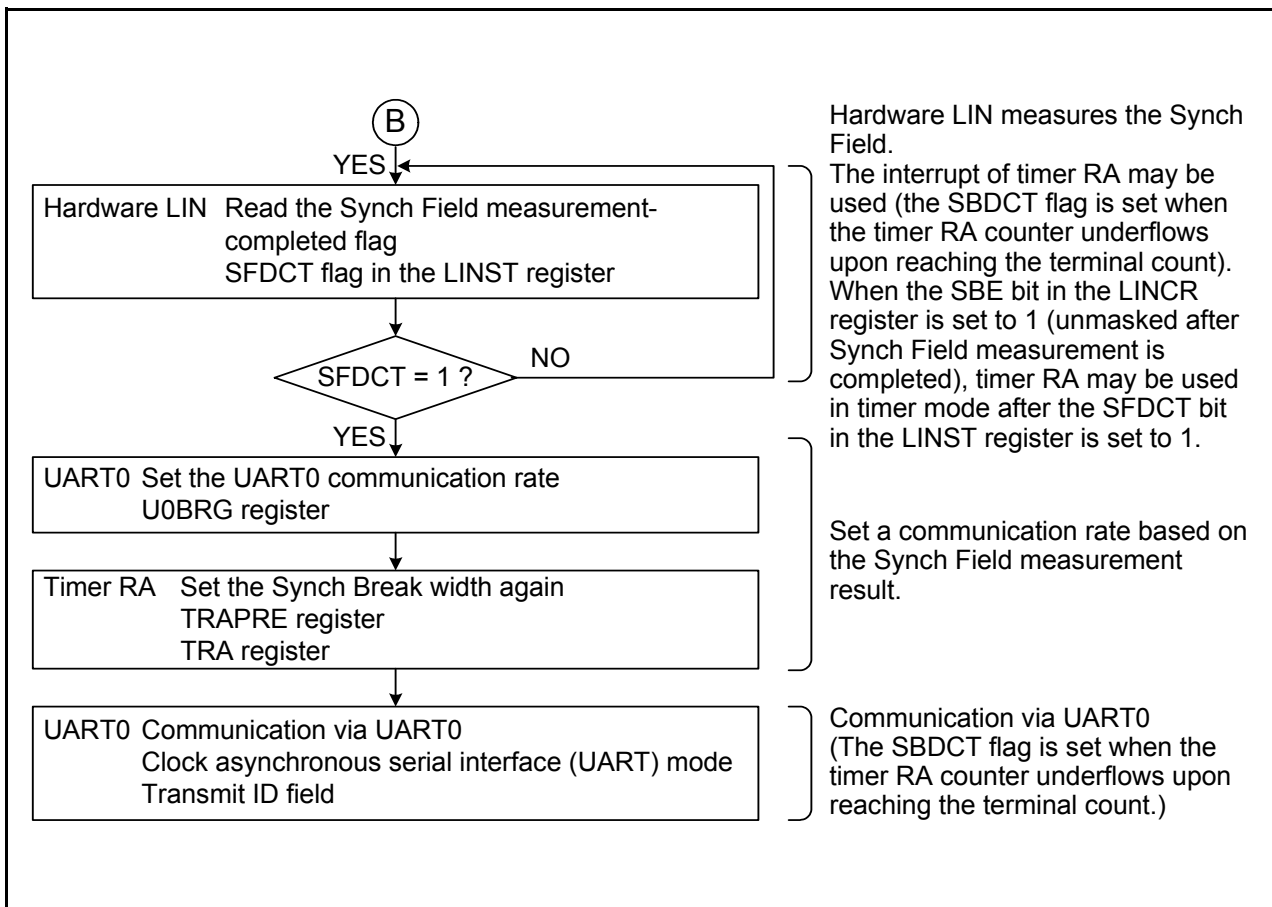 B
YES
Hardware LIN Read the Synch Field measurement-
completed flag
SFDCT flag in the LINST register
SFDCT = 1 ?
NO
YES
UART0 Set the UART0 communication rate
U0BRG register
Timer RA Set the Synch Break width again
TRAPRE register
TRA register
UART0 Communication via UART0
Clock asynchronous serial interface (UART) mode
Transmit ID field
Hardware LIN measures the Synch
Field.
The interrupt of timer RA may be
used (the SBDCT flag is set when
the timer RA counter underflows
upon reaching the terminal count).
When the SBE bit in the LINCR
register is set to 1 (unmasked after
Synch Field measurement is
completed), timer RA may be used
in timer mode after the SFDCT bit
in the LINST register is set to 1.
Set a communication rate based on
the Synch Field measurement
result.
Communication via UART0
(The SBDCT flag is set when the
timer RA counter underflows upon
reaching the terminal count.)